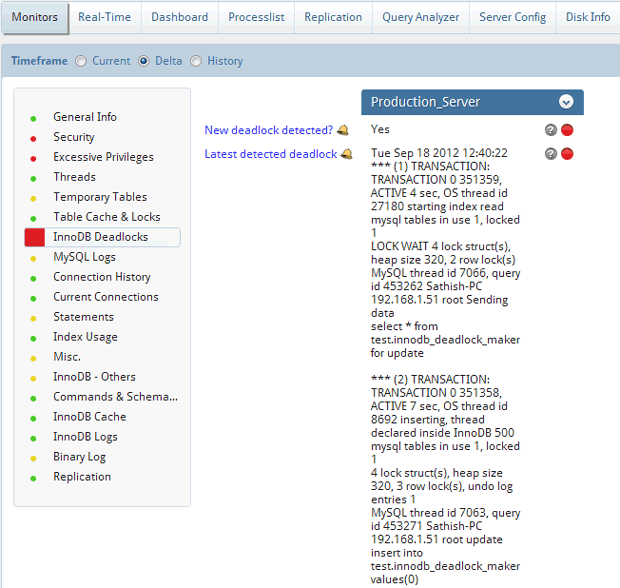 Monitors Real-Time Dashboard Processlist Replication Query Analyzer Server Config Disk Info
Timeframe Current Delta History
General Info
Security
Excessive Privileges
Threads
Temporary Tables
Table Cache & Locks
InnoDB Deadlocks
MySQL Logs
Connection History
Current Connections
Statements
Index Usage
Misc.
InnoDB - Others
Commands & Schema...
InnoDB Cache
InnoDB Logs
Binary Log
Replication
Production_Server
New deadlock detected? Yes ?
Latest detected deadlock Tue Sep 18 2012 12:40:22 ?
*** (1) TRANSACTION:
TRANSACTION 0 351359,
ACTIVE 4 sec, OS thread id
27180 starting index read
mysql tables in use 1, locked
1
LOCK WAIT 4 lock struct(s),
heap size 320, 2 row lock(s)
MySQL thread id 7066, query
id 453262 Sathish-PC
192.168.1.51 root Sending
data
select * from
test.innodb_deadlock_maker
for update
*** (2) TRANSACTION:
TRANSACTION 0 351358,
ACTIVE 7 sec, OS thread id
8692 inserting, thread
declared inside InnoDB 500
mysql tables in use 1, locked
1
4 lock struct(s), heap size
320, 3 row lock(s), undo log
entries 1
MySQL thread id 7063, query
id 453271 Sathish-PC
192.168.1.51 root update
insert into
test.innodb_deadlock_maker
values(0)